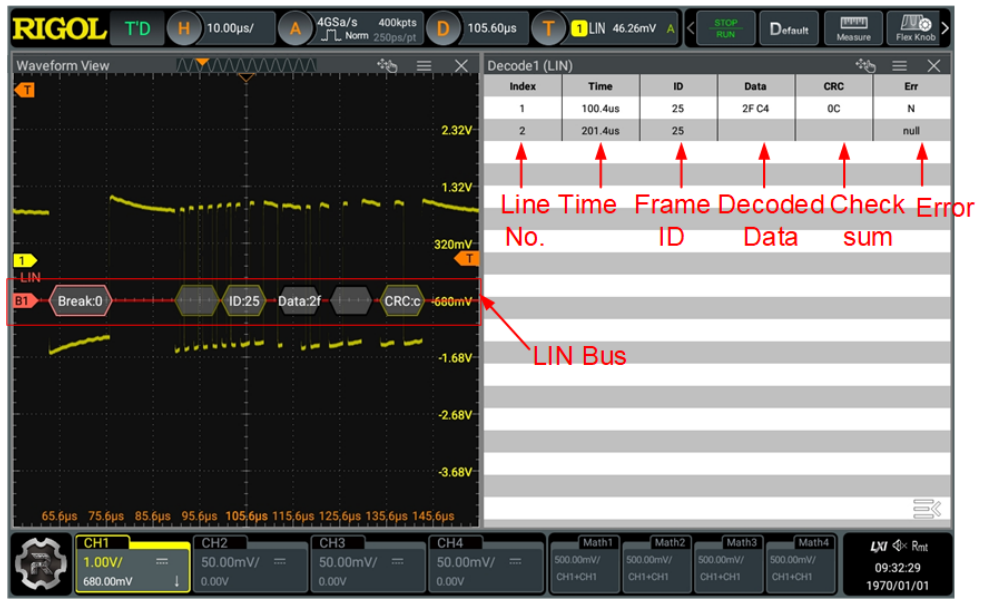 RIGOL T'D H 10.00μs/ A 4GSa/s 400kpts Norm 250ps/pt D 105.60μs T 1 LIN 46.26mV A < STOP RUN Default Measure Flex Knob >
Waveform View
T
2.32V
1.32V
320mV
T
1
LIN
B1 Break:0 ID:25 Data:2f CRC:c -680mV
-1.68V
-2.68V
-3.68V
65.6μs 75.6μs 85.6μs 95.6μs 105.6μs 115.6μs 125.6μs 135.6μs 145.6μs
Decode1 (LIN)
Index Time ID Data CRC Err
1 100.4us 25 2F C4 0C N
2 201.4us 25 null
Line Time Frame Decoded Check Error
No. ID Data sum
LIN Bus
CH1 CH2 CH3 CH4 Math1 Math2 Math3 Math4 LXI Rmt
1.00V/ 50.00mV/ 50.00mV/ 50.00mV/ 500.00mV/ 500.00mV/ 500.00mV/ 500.00mV/ 09:32:29
680.00mV 0.00V 0.00V 0.00V CH1+CH1 CH1+CH1 CH1+CH1 CH1+CH1 1970/01/01